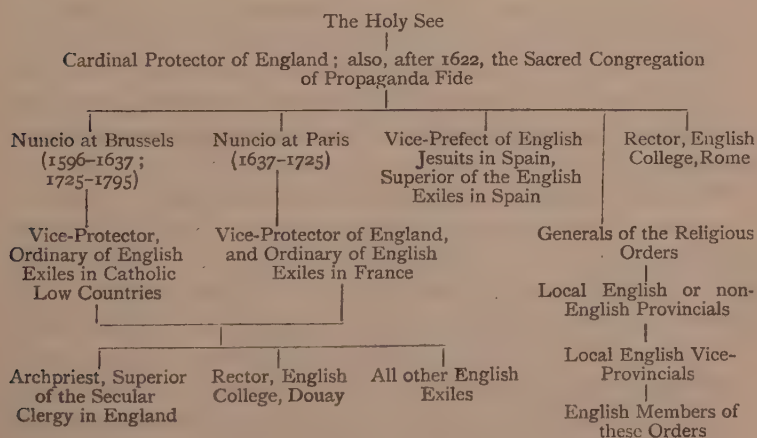 The Holy See
Cardinal Protector of England ; also, after 1622, the Sacred Congregation
of Propaganda Fide
Nuncio at Brussels
(1596–1637 ;
1725–1795)
Nuncio at Paris
(1637–1725)
Vice-Prefect of English
Jesuits in Spain,
Superior of the English
Exiles in Spain
Rector, English
College, Rome
Vice-Protector,
Ordinary of English
Exiles in Catholic
Low Countries
Vice-Protector of England,
and Ordinary of English
Exiles in France
Generals of the Religious
Orders
Local English or non-
English Provincials
Local English Vice-
Provincials
English Members of
these Orders
Archpriest, Superior
of the Secular
Clergy in England
Rector, English
College, Douay
All other English
Exiles